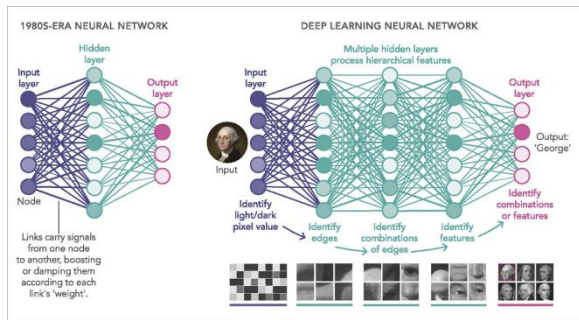 1980S-ERA NEURAL NETWORK
Hidden
layer
Input
layer
Output
layer
Node
Links carry signals
from one node
to another, boosting
or damping them
according to each
link's 'weight'.
DEEP LEARNING NEURAL NETWORK
Multiple hidden layers
process hierarchical features
Input
layer
Output
layer
Input
Output:
'George'
Identify
light/dark
pixel value
Identify
edges
Identify
combinations
of edges
Identify
features
Identify
combinations
or features